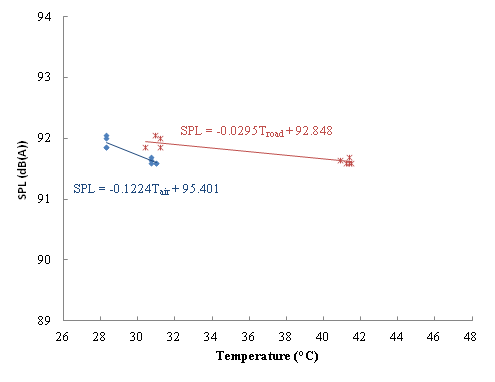 94
93
92
91
90
89
SPL (dB(A))
SPL = -0.0295Troad + 92.848
SPL = -0.1224Tair + 95.401
26 28 30 32 34 36 38 40 42 44 46 48
Temperature (°C)